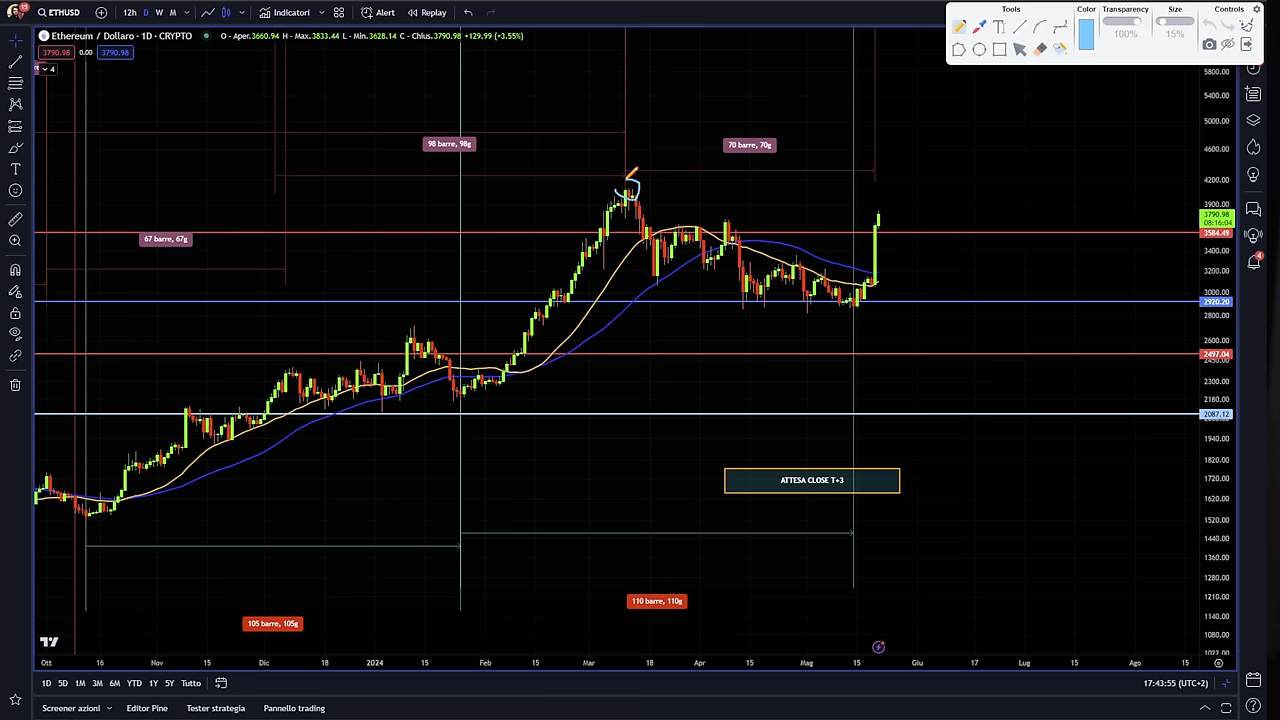 15
ETHUSD
12h D W M
Indicatori
Alert
Replay
Tools
Color
Transparency
Size
Controls
100%
15%
Ethereum / Dollaro · 1D · CRYPTO
O - Aper.3660.94 H - Max.3833.44 L - Min.3628.14 C - Chius.3790.98 +129.99 (+3.55%)
3790.98 0.00 3790.98
4
5800.00
5400.00
5000.00
4600.00
4200.00
3900.00
3790.98
08:16:04
3584.49
3400.00
3200.00
3000.00
2920.20
2800.00
2600.00
2497.04
2300.00
2180.00
2087.12
1940.00
1820.00
1720.00
1620.00
1520.00
1440.00
1360.00
1280.00
1210.00
1140.00
1080.00
1022.00
98 barre, 98g
70 barre, 70g
67 barre, 67g
ATTESA CLOSE T+3
110 barre, 110g
105 barre, 105g
4
Ott 16 Nov 15 Dic 18 2024 15 Feb 15 Mar 18 Apr 15 Mag 15 Giu 17 Lug 15 Ago 15
1D 5D 1M 3M 6M YTD 1Y 5Y Tutto
17:43:55 (UTC+2)
Screener azioni Editor Pine Tester strategia Pannello trading